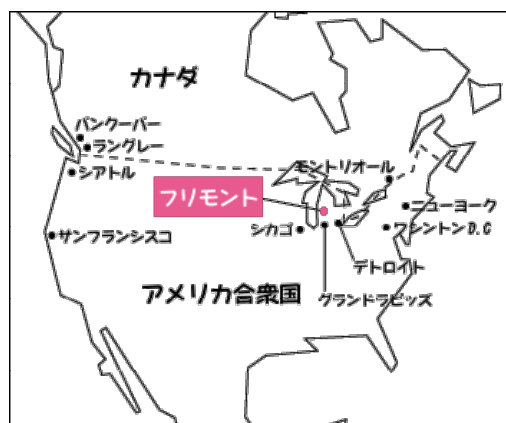 カナダ
バンクーバー
ラングレー
シアトル
モントリオール
フリモント
ニューヨーク
サンフランシスコ
シカゴ
ワシントンD.C
デトロイト
アメリカ合衆国
グランドラピッズ